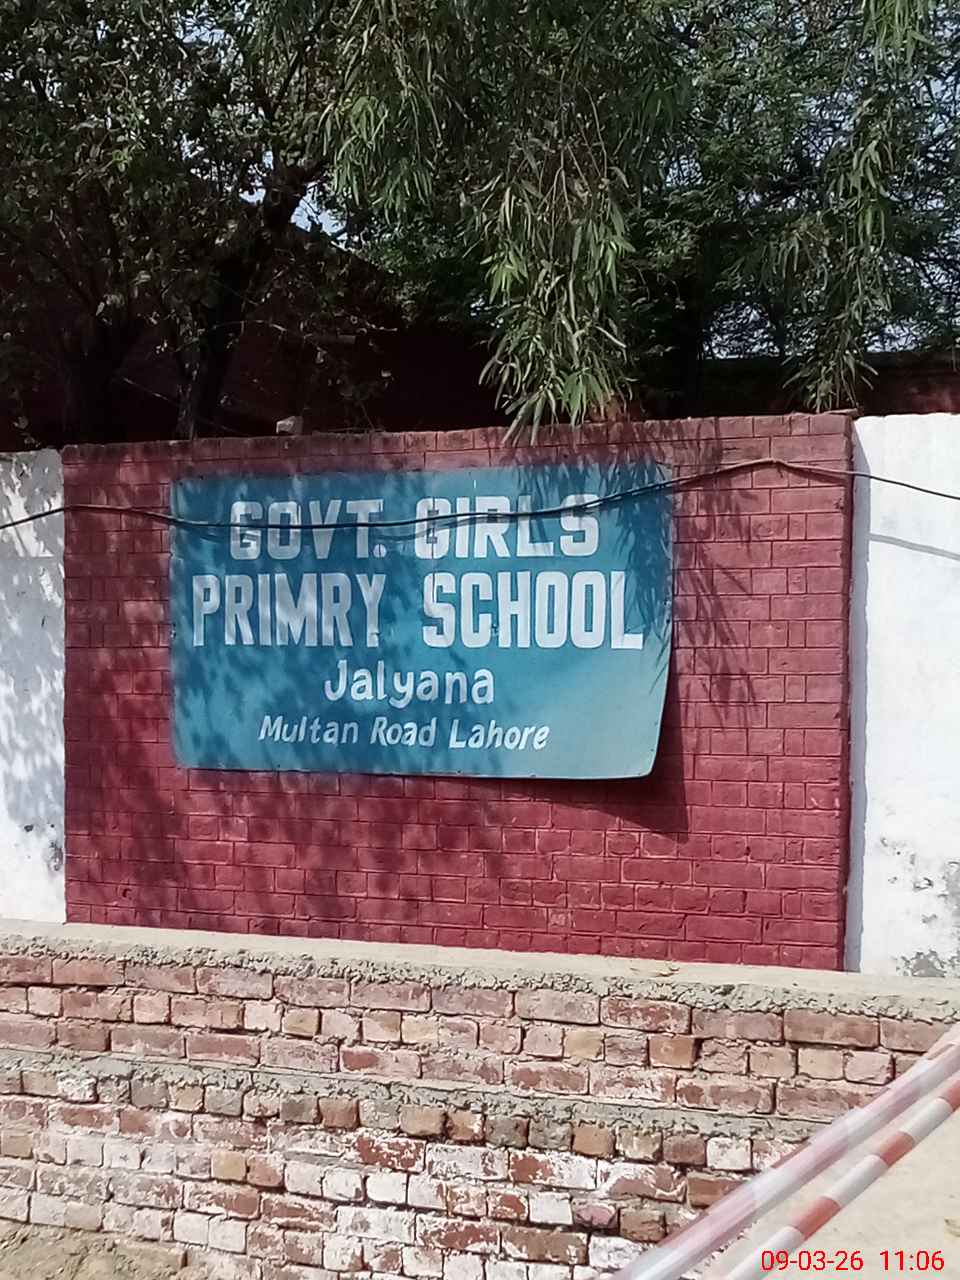 GOVT. GIRLS
PRIMRY SCHOOL
Jalyana
Multan Road Lahore
09-03-26 11:06